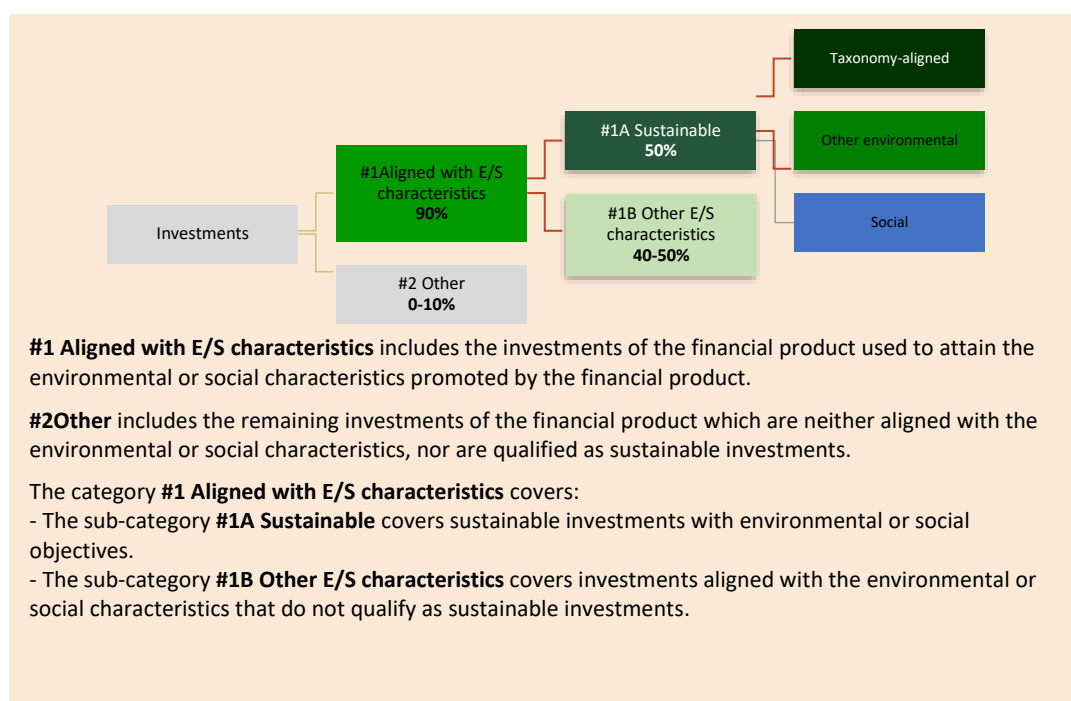 Taxonomy-aligned
#1A Sustainable
50%
Other environmental
#1Aligned with E/S
characteristics
90%
#1B Other E/S
characteristics
40-50%
Social
Investments
#2 Other
0-10%
#1 Aligned with E/S characteristics includes the investments of the financial product used to attain the
environmental or social characteristics promoted by the financial product.
#2Other includes the remaining investments of the financial product which are neither aligned with the
environmental or social characteristics, nor are qualified as sustainable investments.
The category #1 Aligned with E/S characteristics covers:
- The sub-category #1A Sustainable covers sustainable investments with environmental or social
objectives.
- The sub-category #1B Other E/S characteristics covers investments aligned with the environmental or
social characteristics that do not qualify as sustainable investments.